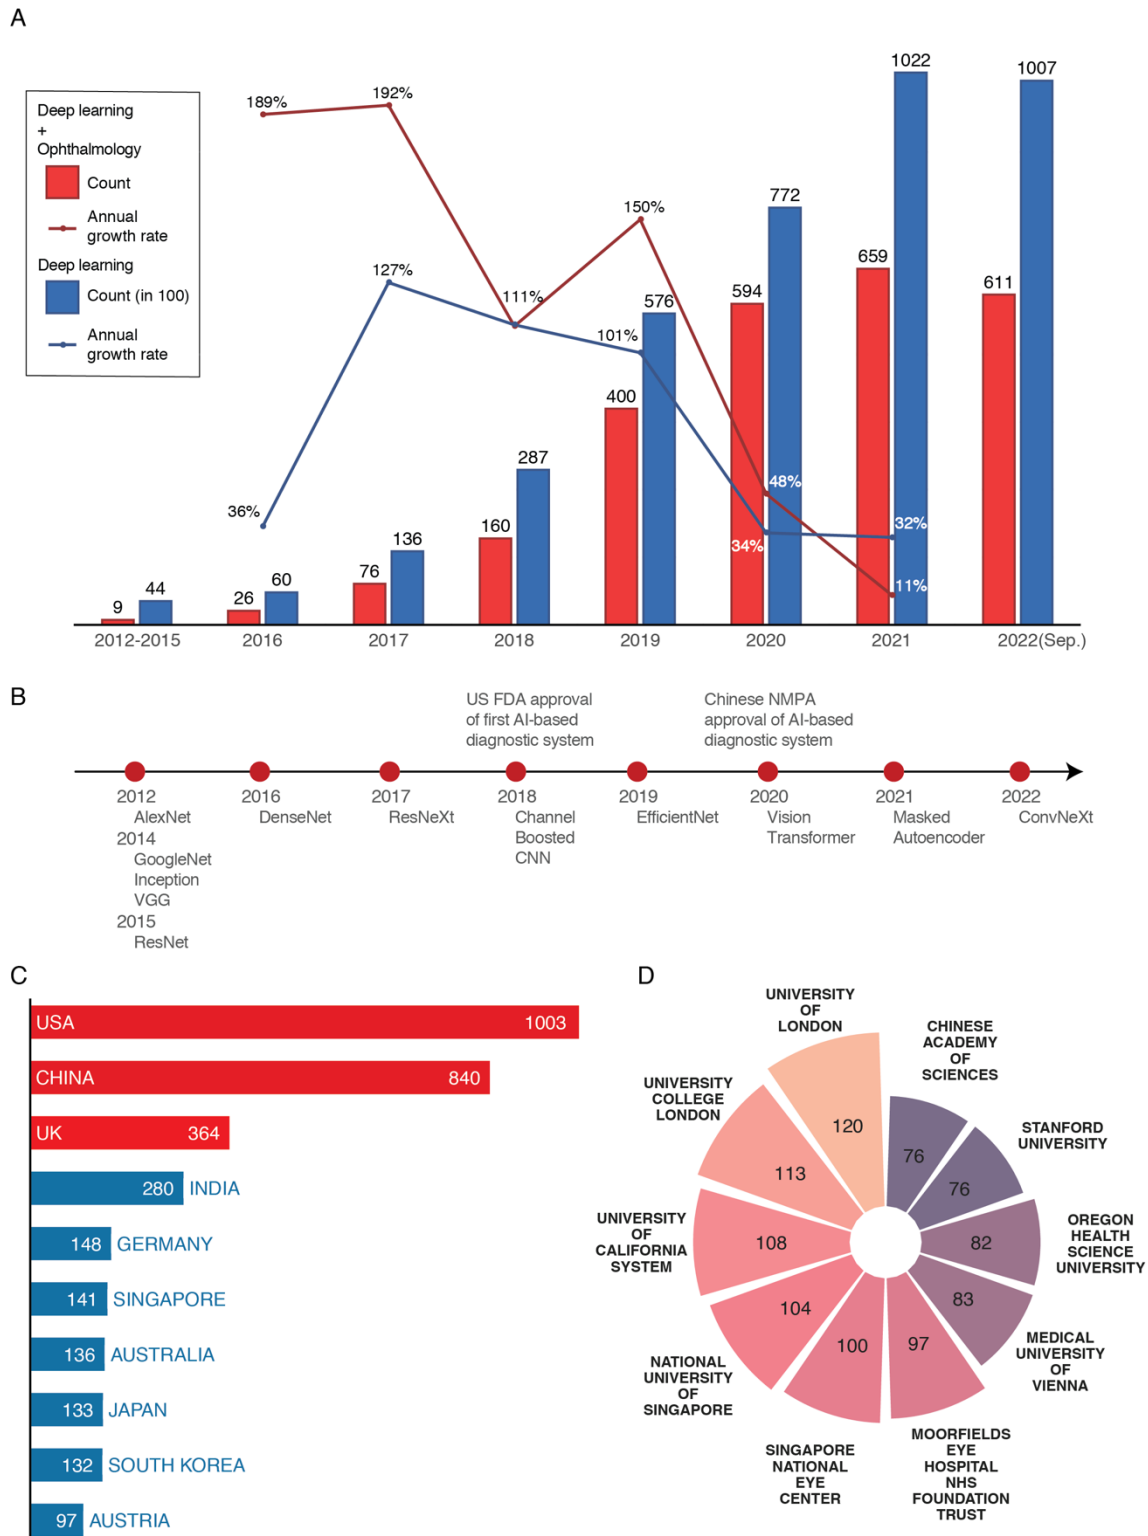 A
Deep learning
+
Ophthalmology
Count
Annual
growth rate
Deep learning
Count (in 100)
Annual
growth rate
189%
192%
111%
150%
48%
11%
36%
127%
101%
34%
32%
9
44
26
60
76
136
160
287
400
576
594
772
659
1022
611
1007
2012-2015
2016
2017
2018
2019
2020
2021
2022(Sep.)
B
US FDA approval
of first AI-based
diagnostic system
Chinese NMPA
approval of AI-based
diagnostic system
2012
AlexNet
2014
GoogleNet
Inception
VGG
2015
ResNet
2016
DenseNet
2017
ResNeXt
2018
Channel
Boosted
CNN
2019
EfficientNet
2020
Vision
Transformer
2021
Masked
Autoencoder
2022
ConvNeXt
C
USA 1003
CHINA 840
UK 364
280 INDIA
148 GERMANY
141 SINGAPORE
136 AUSTRALIA
133 JAPAN
132 SOUTH KOREA
97 AUSTRIA
D
UNIVERSITY
OF
LONDON
120
CHINESE
ACADEMY
OF
SCIENCES
76
STANFORD
UNIVERSITY
76
OREGON
HEALTH
SCIENCE
UNIVERSITY
82
MEDICAL
UNIVERSITY
OF
VIENNA
83
MOORFIELDS
EYE
HOSPITAL
NHS
FOUNDATION
TRUST
97
SINGAPORE
NATIONAL
EYE
CENTER
100
NATIONAL
UNIVERSITY
OF
SINGAPORE
104
UNIVERSITY
OF
CALIFORNIA
SYSTEM
108
UNIVERSITY
COLLEGE
LONDON
113